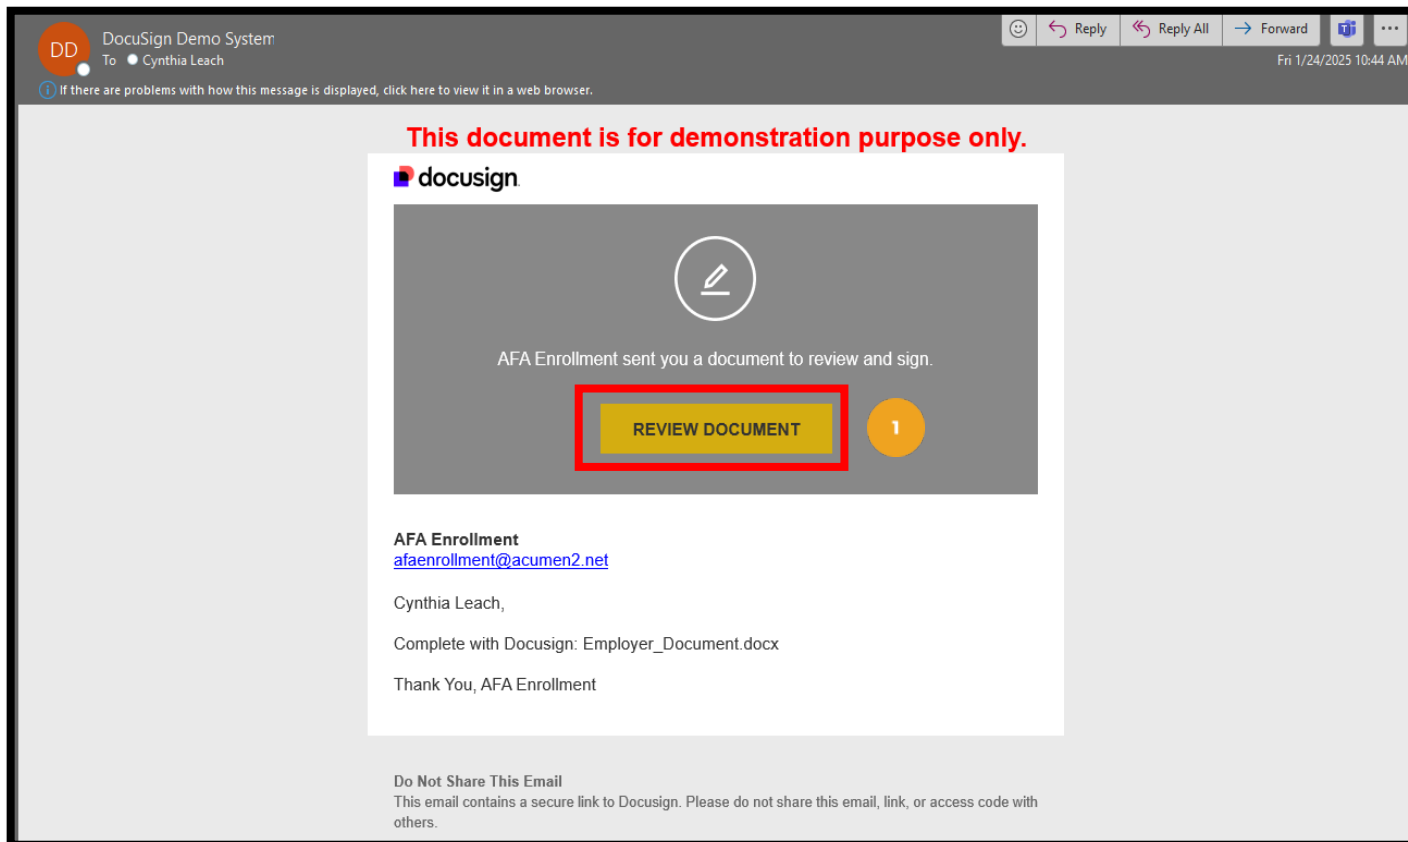 DD
DocuSign Demo System
To Cynthia Leach
Reply
Reply All
Forward
Fri 1/24/2025 10:44 AM
If there are problems with how this message is displayed, click here to view it in a web browser.
This document is for demonstration purpose only.
docusign
AFA Enrollment sent you a document to review and sign.
REVIEW DOCUMENT
1
AFA Enrollment
afaenrollment@acumen2.net
Cynthia Leach,
Complete with Docusign: Employer_Document.docx
Thank You, AFA Enrollment
Do Not Share This Email
This email contains a secure link to Docusign. Please do not share this email, link, or access code with
others.